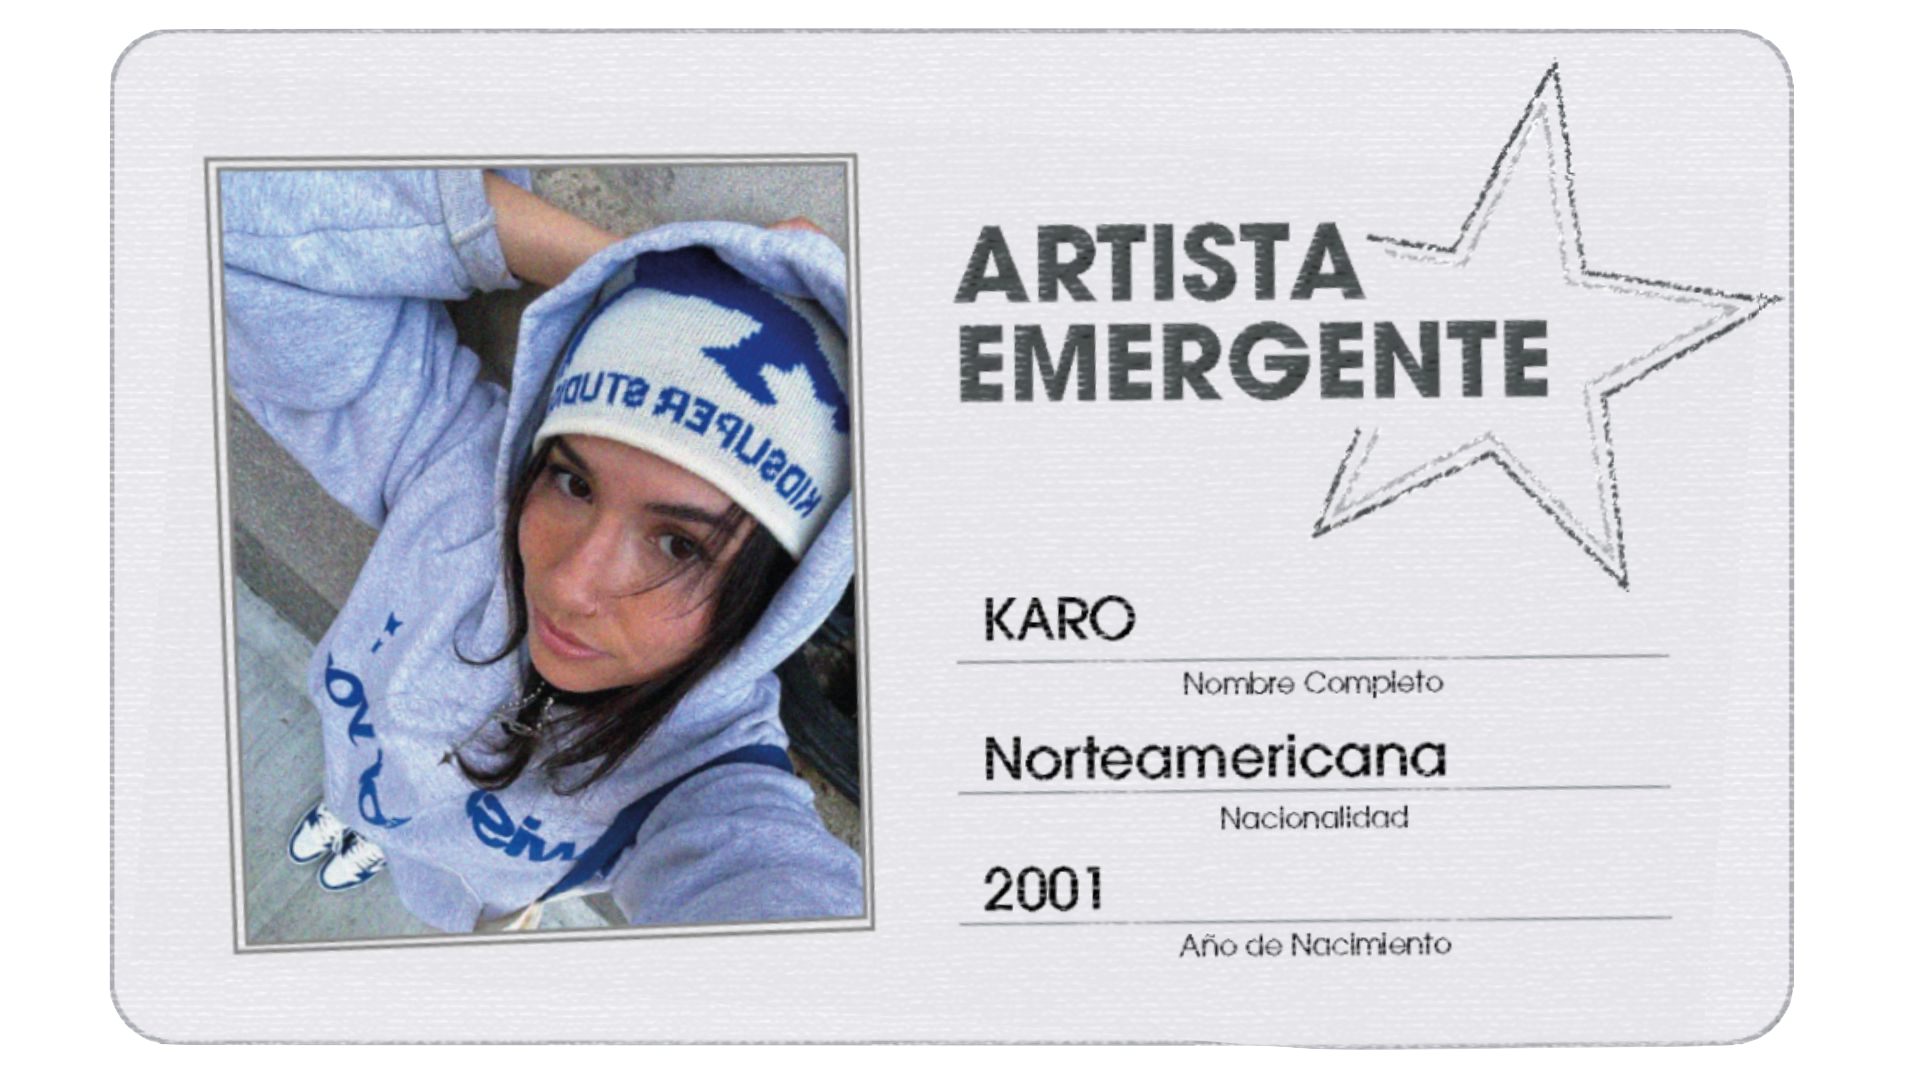 ARTISTA
EMERGENTE
KIDSUPER STUDIO
KARO
Nombre Completo
Norteamericana
Nacionalidad
2001
Año de Nacimiento